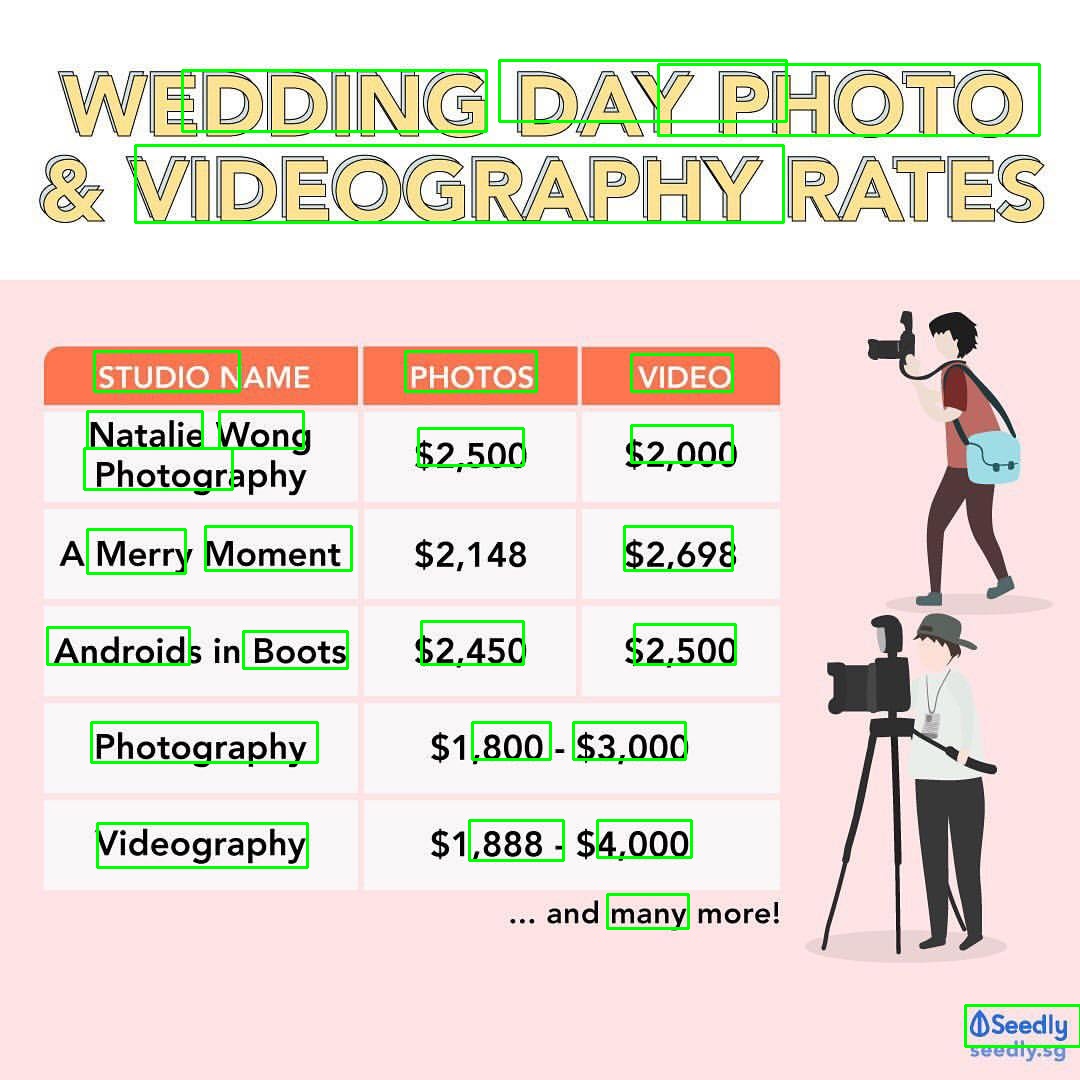 WEDDING DAY PHOTO
& VIDEOGRAPHY RATES
STUDIO NAME PHOTOS VIDEO
Natalie Wong
Photography $2,500 $2,000
A Merry Moment $2,148 $2,698
Androids in Boots $2,450 $2,500
Photography $1,800 - $3,000
Videography $1,888 - $4,000
... and many more!
Seedly
seedly.sg